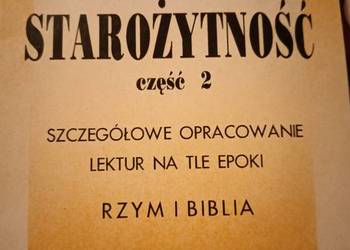 STAROŻYTNOŚĆ
część 2
SZCZEGÓŁOWE OPRACOWANIE
LEKTUR NA TLE EPOKI
RZYM I BIBLIA